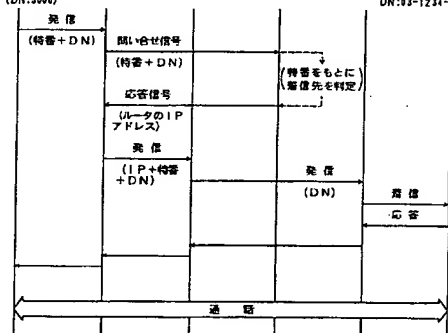 (DN:3000)
DN:03-1234-
発信
(特番+DN)
問い合せ信号
(特番+DN)
(特番をもとに
着信先を判定)
応答信号
(ルータのIP
アドレス)
発信
(IP+特番
+DN)
発信
(DN)
着信
応答
通話